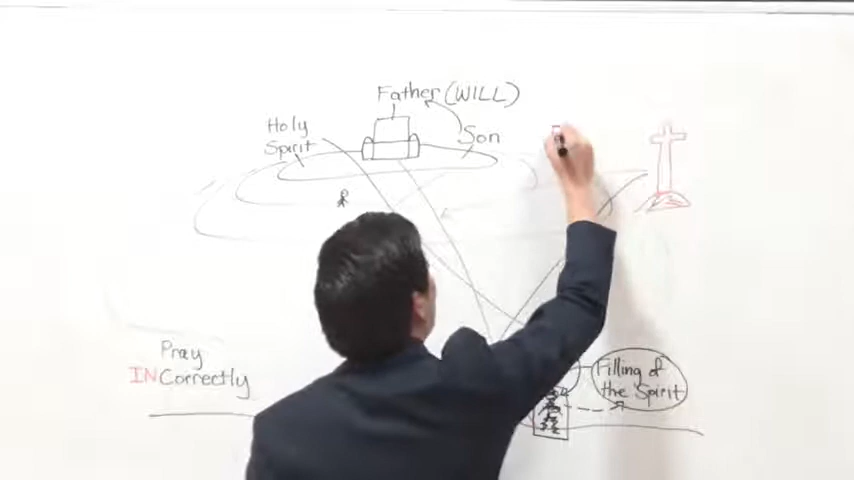 Father (WILL)
Holy
Spirit
Son
Pray
INCorrectly
Filling of
the Spirit